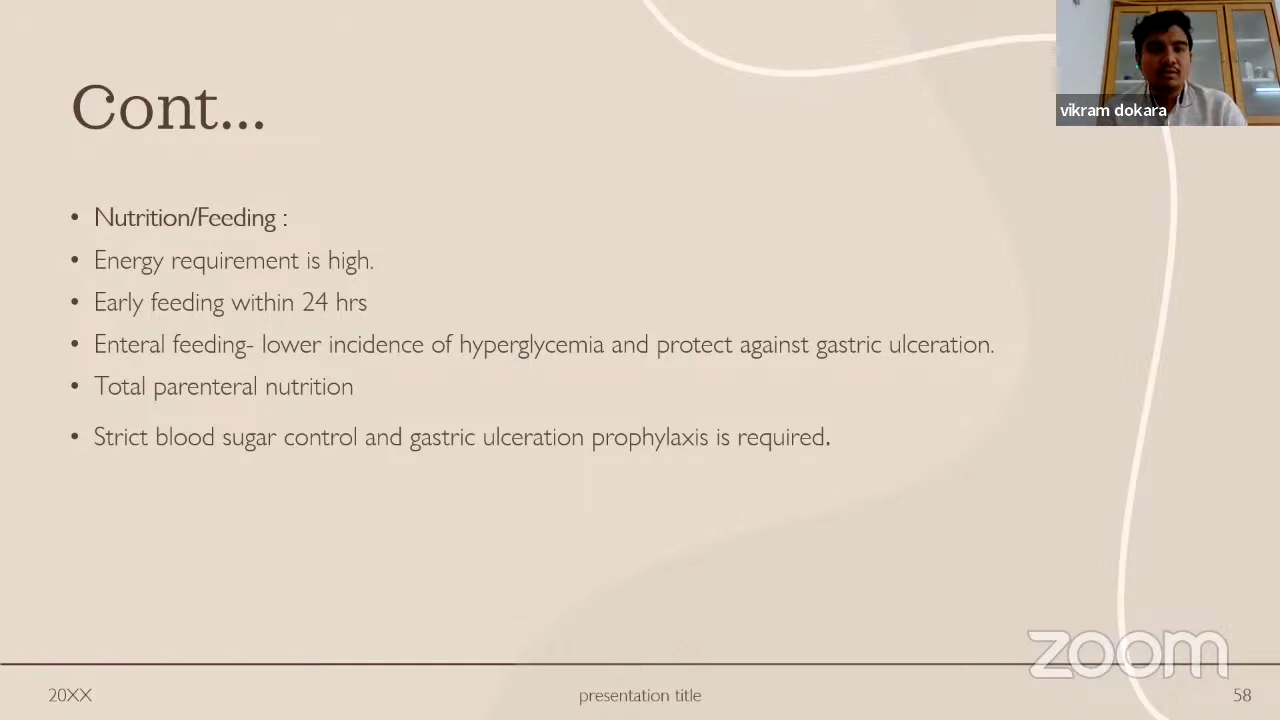 vikram dokara
Cont...
• Nutrition/Feeding :
• Energy requirement is high.
• Early feeding within 24 hrs
• Enteral feeding- lower incidence of hyperglycemia and protect against gastric ulceration.
• Total parenteral nutrition
• Strict blood sugar control and gastric ulceration prophylaxis is required.
zoom
20XX
presentation title
58